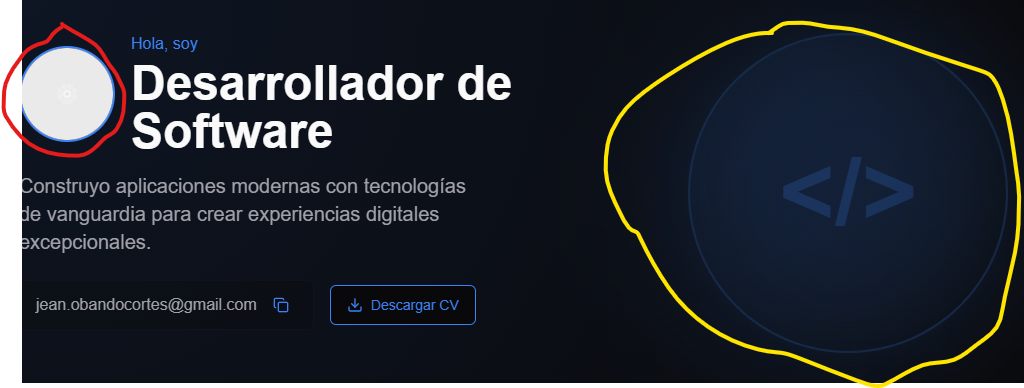 Hola, soy
Desarrollador de
Software
Construyo aplicaciones modernas con tecnologías
de vanguardia para crear experiencias digitales
excepcionales.
jean.obandocortes@gmail.com
Descargar CV
</>